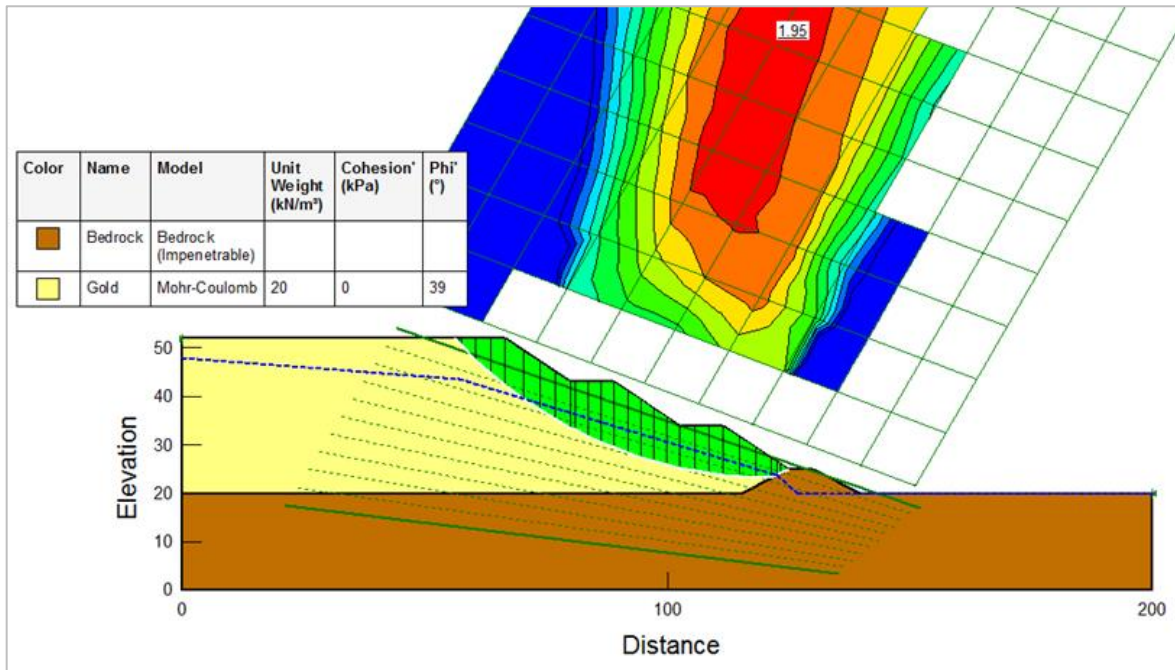 1.95
Color Name Model Unit Weight (kN/m³) Cohesion' (kPa) Phi' (°)
Bedrock Bedrock (Impenetrable)
Gold Mohr-Coulomb 20 0 39
50
40
30
20
10
0
Elevation
0 100 200
Distance